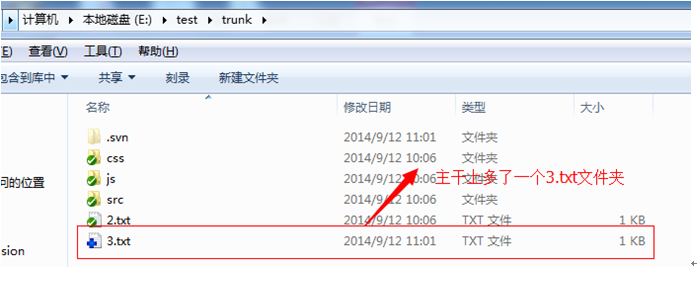 计算机 本地磁盘 (E:) test trunk
(E) 查看(V) 工具(T) 帮助(H)
包含到库中 共享 刻录 新建文件夹
名称 修改日期 类型 大小
.svn 2014/9/12 11:01 文件夹
css 2014/9/12 10:06 文件夹
js 2014/9/12 10:06 文件夹
主干上多了一个3.txt文件夹
问的位置
src 2014/9/12 10:06 文件夹
2.txt 2014/9/12 10:06 TXT 文件 1 KB
3.txt 2014/9/12 11:01 TXT 文件 1 KB
sion